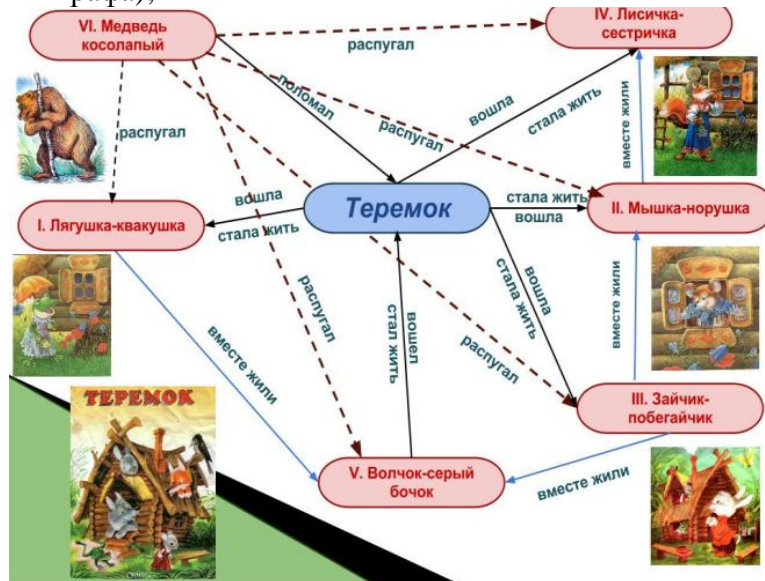 рафа),
VI. Медведь
косолапый
распугал
IV. Лисичка-
сестричка
поломал
вошла
стала жить
вместе жили
распугал
распугал
вошла
стала жить
Теремок
стала жить
вошла
I. Лягушка-квакушка
II. Мышка-норушка
вошла
стала жить
распугал
вошел
стал жить
вместе жили
вместе жили
распугал
ТЕРЕМОК
III. Зайчик-
побегайчик
V. Волчок-серый
бочок
вместе жили